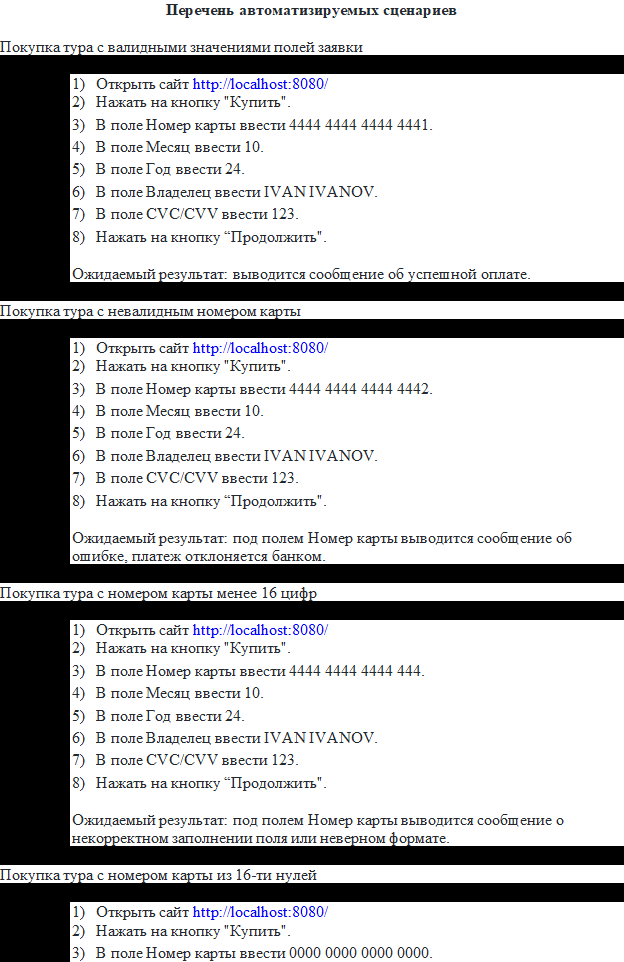 Перечень автоматизируемых сценариев
Покупка тура с валидными значениями полей заявки
1) Открыть сайт http://localhost:8080/
2) Нажать на кнопку "Купить".
3) В поле Номер карты ввести 4444 4444 4444 4441.
4) В поле Месяц ввести 10.
5) В поле Год ввести 24.
6) В поле Владелец ввести IVAN IVANOV.
7) В поле CVC/CVV ввести 123.
8) Нажать на кнопку “Продолжить".
Ожидаемый результат: выводится сообщение об успешной оплате.
Покупка тура с невалидным номером карты
1) Открыть сайт http://localhost:8080/
2) Нажать на кнопку "Купить".
3) В поле Номер карты ввести 4444 4444 4444 4442.
4) В поле Месяц ввести 10.
5) В поле Год ввести 24.
6) В поле Владелец ввести IVAN IVANOV.
7) В поле CVC/CVV ввести 123.
8) Нажать на кнопку “Продолжить".
Ожидаемый результат: под полем Номер карты выводится сообщение об
ошибке, платеж отклоняется банком.
Покупка тура с номером карты менее 16 цифр
1) Открыть сайт http://localhost:8080/
2) Нажать на кнопку "Купить".
3) В поле Номер карты ввести 4444 4444 4444 444.
4) В поле Месяц ввести 10.
5) В поле Год ввести 24.
6) В поле Владелец ввести IVAN IVANOV.
7) В поле CVC/CVV ввести 123.
8) Нажать на кнопку “Продолжить".
Ожидаемый результат: под полем Номер карты выводится сообщение о
некорректном заполнении поля или неверном формате.
Покупка тура с номером карты из 16-ти нулей
1) Открыть сайт http://localhost:8080/
2) Нажать на кнопку "Купить".
3) В поле Номер карты ввести 0000 0000 0000 0000.